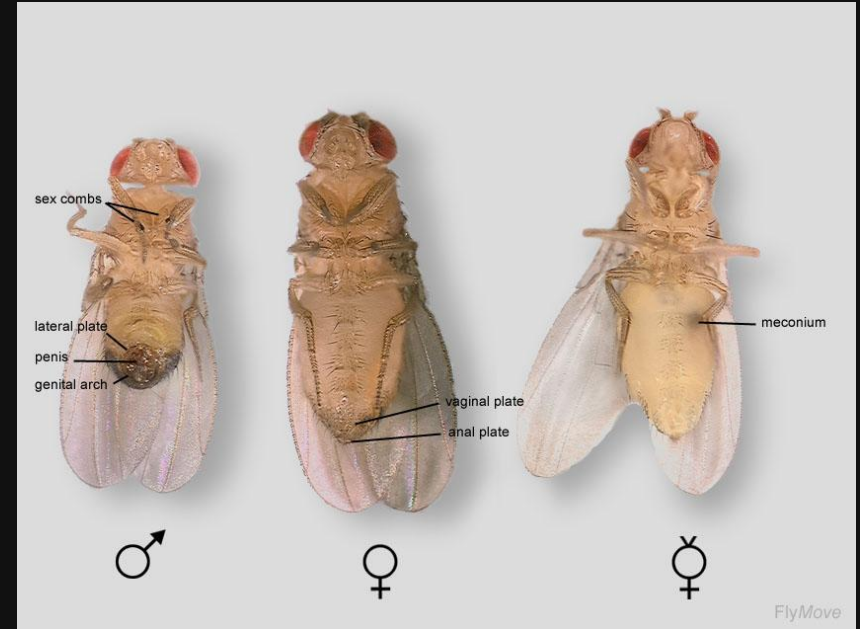 sex combs
lateral plate
penis
genital arch
vaginal plate
anal plate
meconium
♂
♀
☿
FlyMove